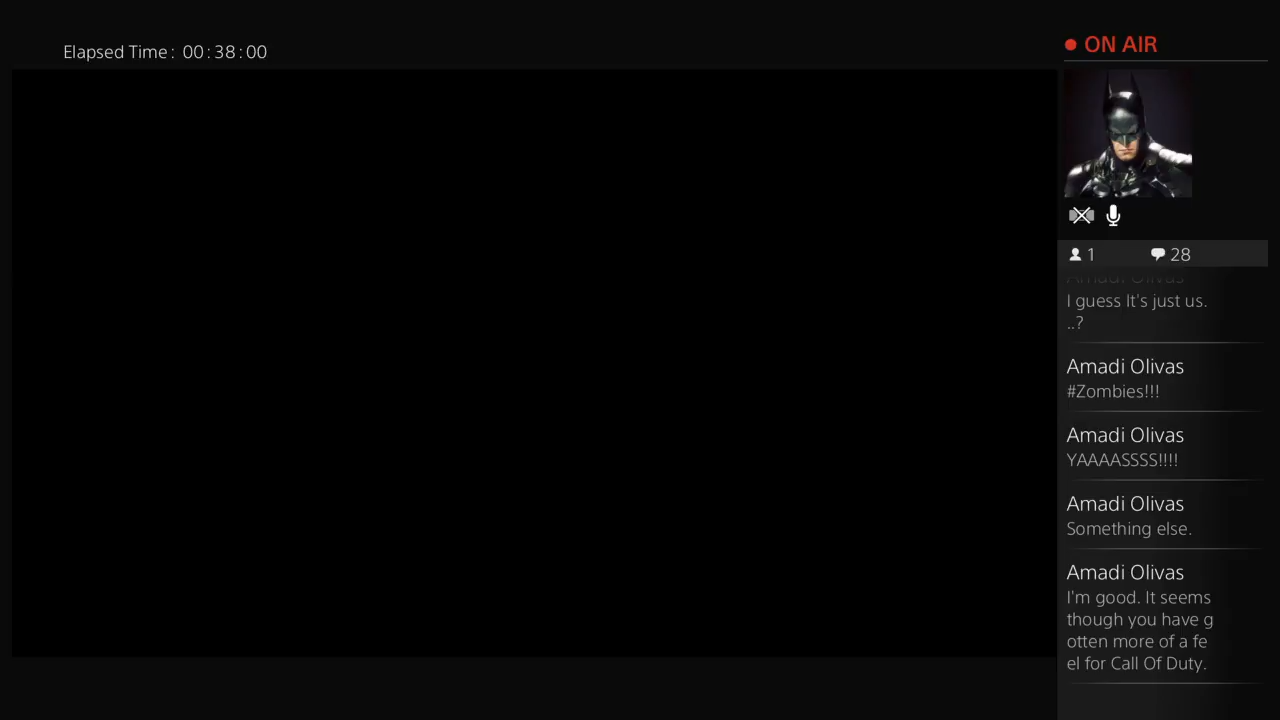 Elapsed Time: 00:38:00
ON AIR
1
28
Amadi Olivas
I guess It's just us.
..?
Amadi Olivas
#Zombies!!!
Amadi Olivas
YAAAASSSS!!!!
Amadi Olivas
Something else.
Amadi Olivas
I'm good. It seems
though you have g
otten more of a fe
el for Call Of Duty.